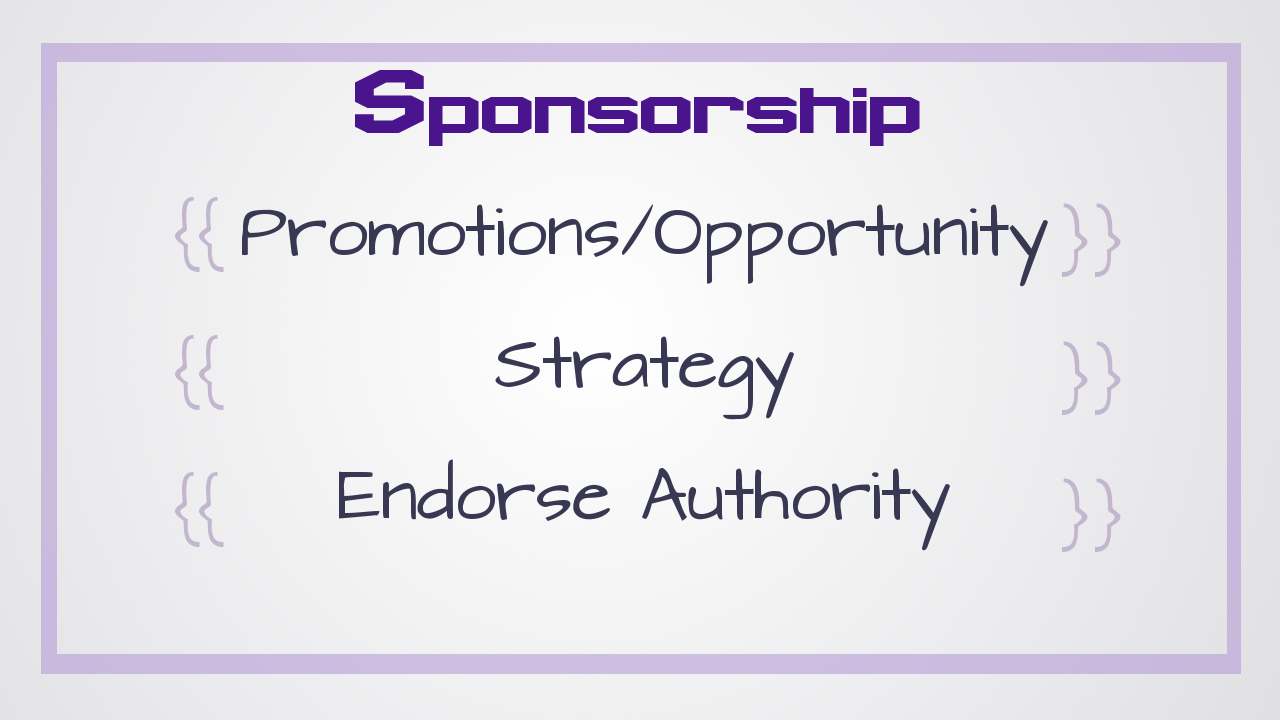 Sponsorship
{{ Promotions/Opportunity }}
{{ Strategy }}
{{ Endorse Authority }}